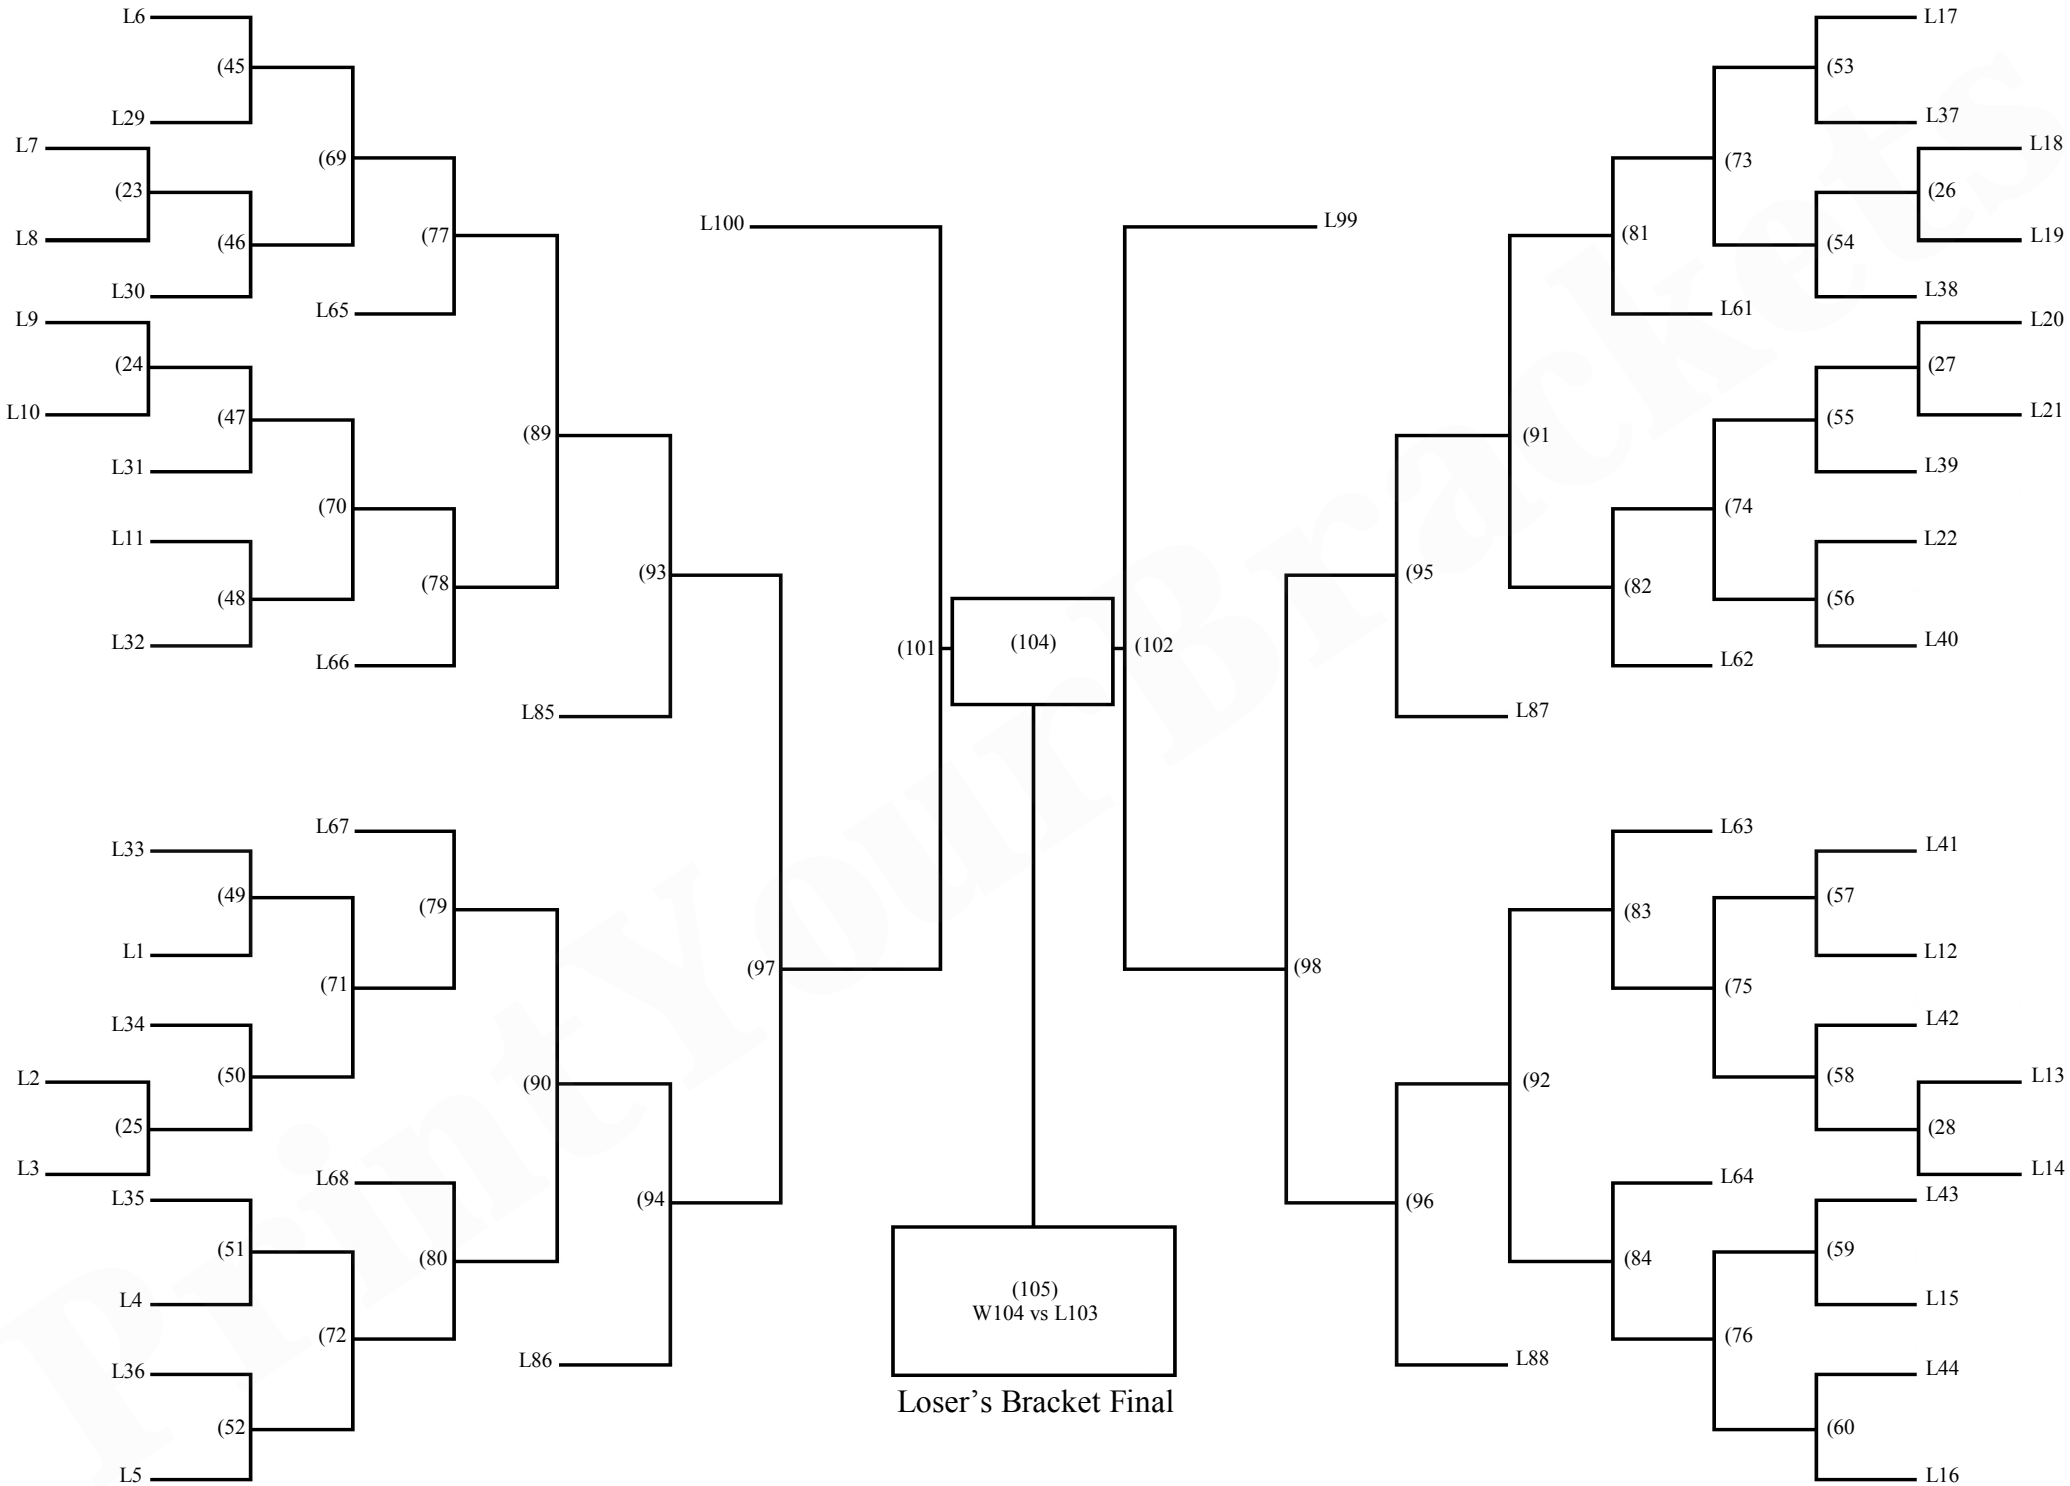 L6
L17
(45
(53
L29
L37
L7
L18
(69
(73
(23
(26
L8
L19
(46
(54
L100
L99
(77
(81
L30
L38
L65
L61
L9
L20
(24
(27
L10
L21
(47
(55
(89
(91
L31
L39
(70
(74
L11
L22
(93
(95
(78
(82
(48
(56
L32
L40
(101
(104)
(102
L66
L62
L85
L87
L67
L63
L33
L41
(49
(57
(79
(83
L1
L12
(97
(98
(71
(75
L34
L42
L2
L13
(50
(58
(90
(92
(25
(28
L3
L14
L68
L64
L35
L43
(94
(96
(51
(59
(80
(84
(105)
W104 vs L103
L4
L15
(72
(76
L86
L88
L36
L44
Loser’s Bracket Final
(52
(60
L5
L16
PrintYourBrackets